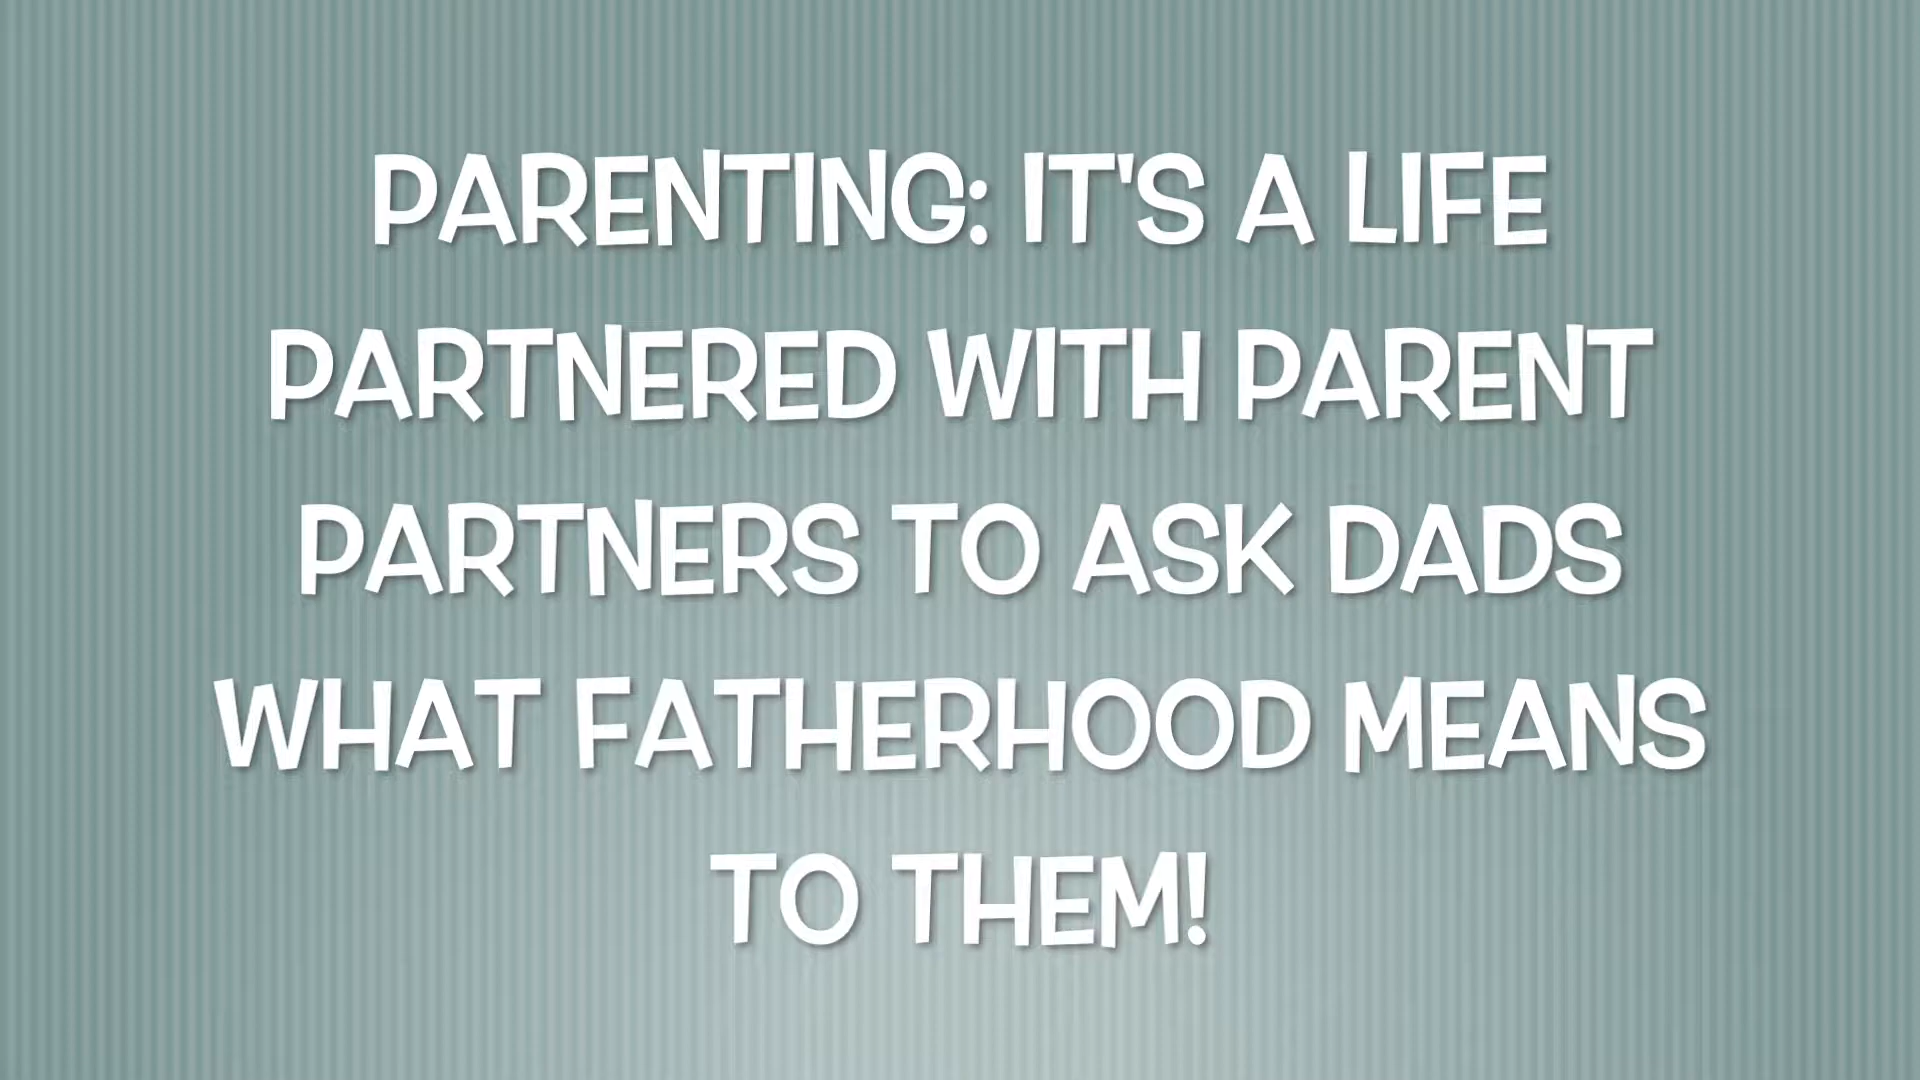 PARENTING: IT'S A LIFE
PARTNERED WITH PARENT
PARTNERS TO ASK DADS
WHAT FATHERHOOD MEANS
TO THEM!